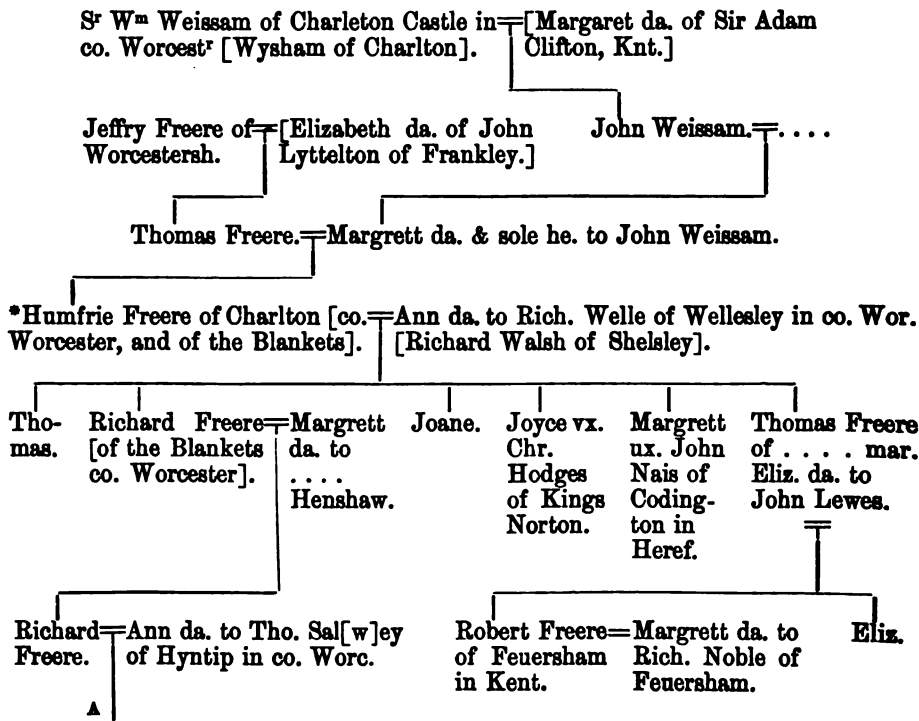 Sʳ Wᵐ Weissam of Charleton Castle in
co. Worcestʳ [Wysham of Charlton].
[Margaret da. of Sir Adam
Clifton, Knt.]
Jeffry Freere of
Worcestersh.
[Elizabeth da. of John
Lyttelton of Frankley.]
John Weissam. . . . .
Thomas Freere.
Margrett da. & sole he. to John Weissam.
*Humfrie Freere of Charlton [co.
Worcester, and of the Blankets].
Ann da. to Rich. Welle of Wellesley in co. Wor.
[Richard Walsh of Shelsley].
Tho-
mas.
Richard Freere
[of the Blankets
co. Worcester].
Margrett
da. to
. . . .
Henshaw.
Joane.
Joyce vx.
Chr.
Hodges
of Kings
Norton.
Margrett
ux. John
Nais of
Coding-
ton in
Heref.
Thomas Freere
of . . . . mar.
Eliz. da. to
John Lewes.
Richard
Freere.
Ann da. to Tho. Sal[w]ey
of Hyntip in co. Worc.
Robert Freere
of Feuersham
in Kent.
Margrett da. to
Rich. Noble of
Feuersham.
Eliz.
A